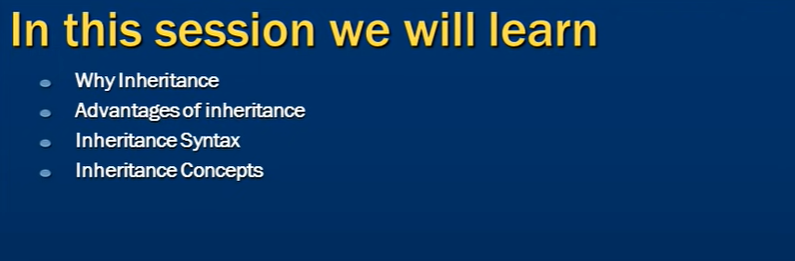 In this session we will learn
Why Inheritance
Advantages of inheritance
Inheritance Syntax
Inheritance Concepts